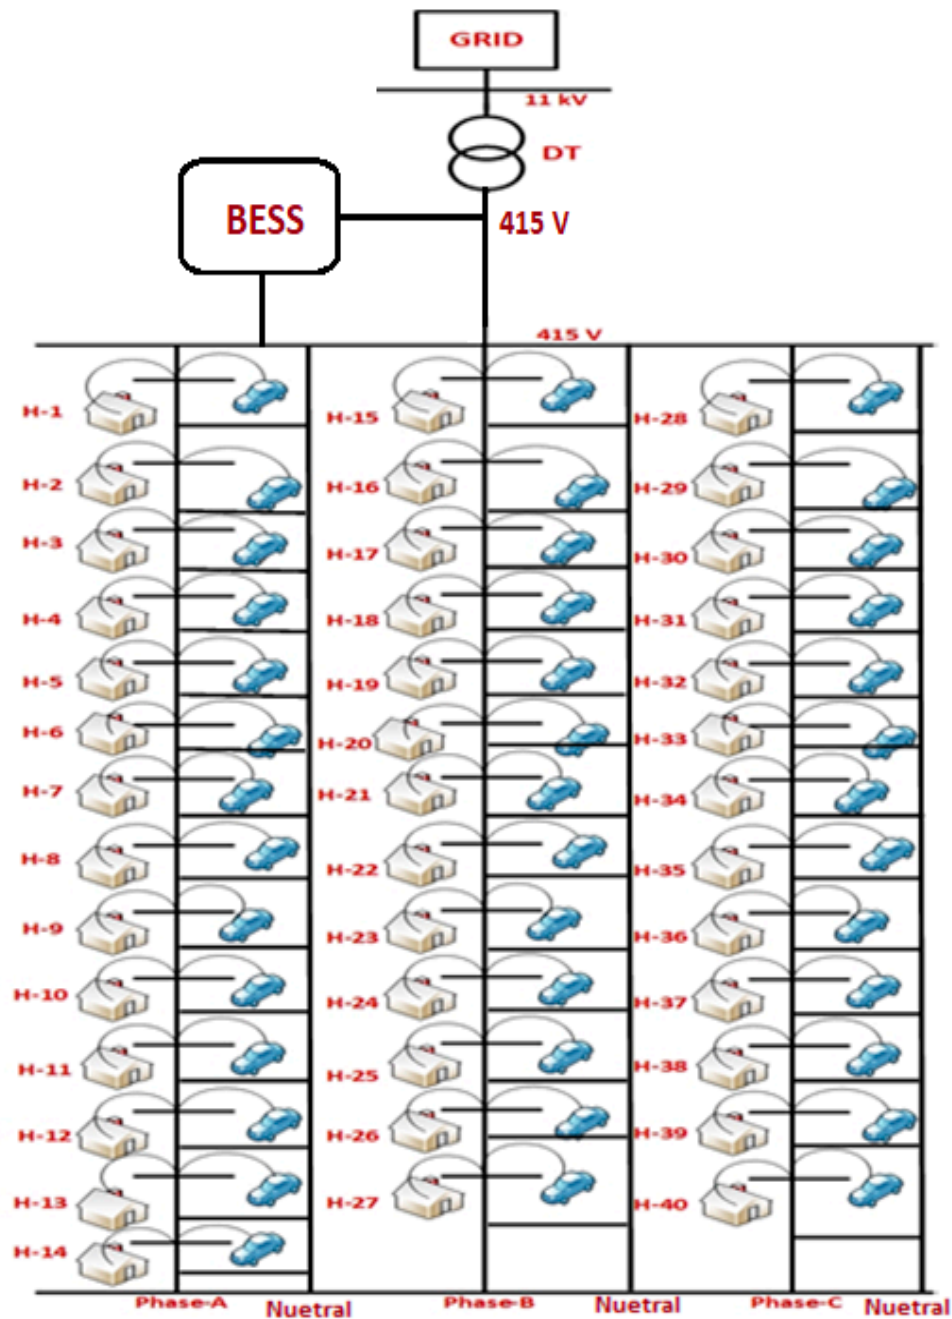 GRID
11 kV
DT
BESS
415 V
415 V
H-1
H-2
H-3
H-4
H-5
H-6
H-7
H-8
H-9
H-10
H-11
H-12
H-13
H-14
H-15
H-16
H-17
H-18
H-19
H-20
H-21
H-22
H-23
H-24
H-25
H-26
H-27
H-28
H-29
H-30
H-31
H-32
H-33
H-34
H-35
H-36
H-37
H-38
H-39
H-40
Phase-A
Nuetral
Phase-B
Nuetral
Phase-C
Nuetral